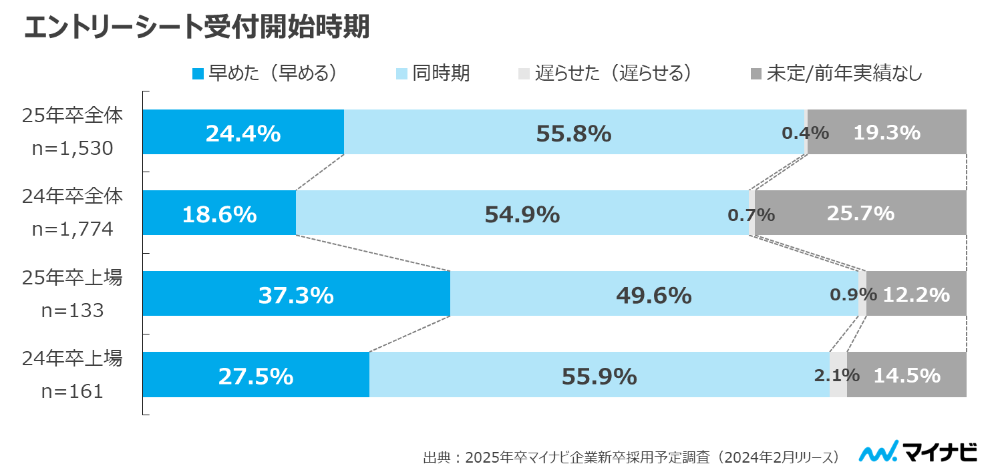 エントリーシート受付開始時期
早めた（早める） 同時期 遅らせた（遅らせる） 未定/前年実績なし
25年卒全体
n=1,530
24.4% 55.8% 0.4% 19.3%
24年卒全体
n=1,774
18.6% 54.9% 0.7% 25.7%
25年卒上場
n=133
37.3% 49.6% 0.9% 12.2%
24年卒上場
n=161
27.5% 55.9% 2.1% 14.5%
出典：2025年卒マイナビ企業新卒採用予定調査（2024年2月リリース）
マイナビ